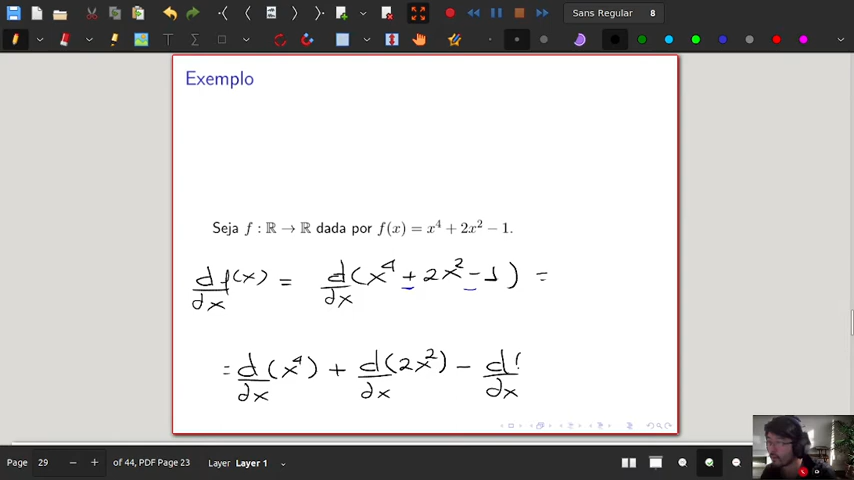 Sans Regular 8
Exemplo
Seja f : ℝ → ℝ dada por f(x) = x⁴ + 2x² − 1.
d/dx f(x) = d/dx (x⁴ + 2x² − 1) =
= d/dx (x⁴) + d/dx (2x²) − d/dx (
Page 29 − + of 44, PDF Page 23 Layer Layer 1